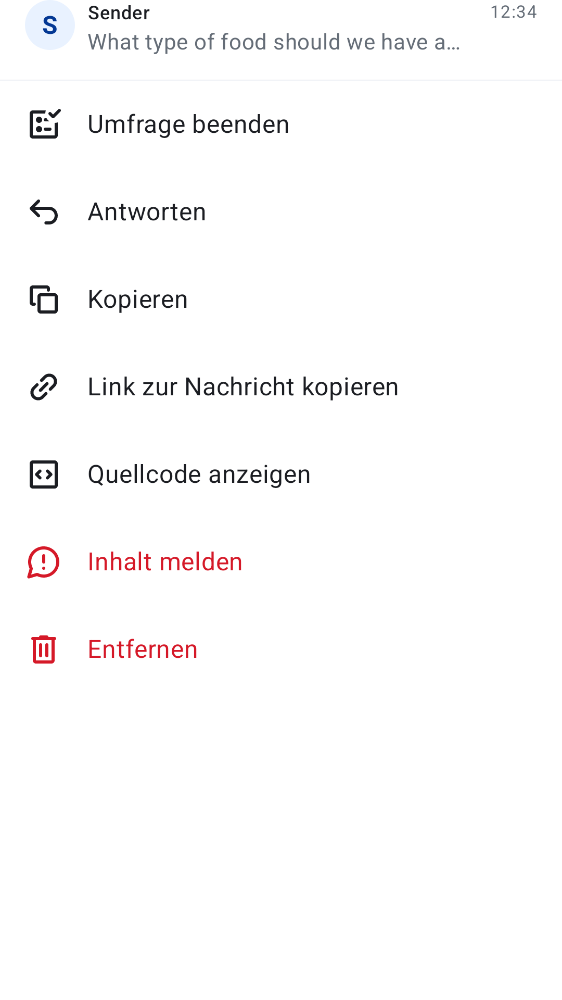 S
Sender
12:34
What type of food should we have a…
Umfrage beenden
Antworten
Kopieren
Link zur Nachricht kopieren
Quellcode anzeigen
Inhalt melden
Entfernen